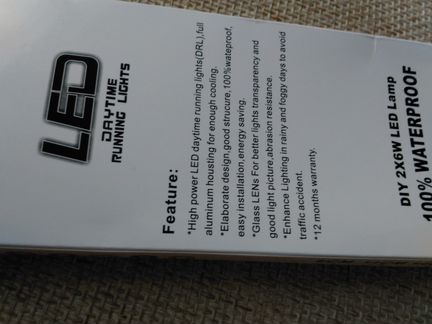 LED
DAYTIME
RUNNING LIGHTS
Feature:
*High power LED daytime running lights(DRL),full
aluminum housting for enough cooling.
*Elaborate design,good strucure,100%wateproof,
easy installation,energy saving.
*Glass LENs For better lights transparency and
good light picture,abrasion resistance.
*Enhance Lighting in rainy and foggy days to avoid
traffic accident.
*12 months warranty.
DIY 2X6W LED Lamp
100% WATERPROOF